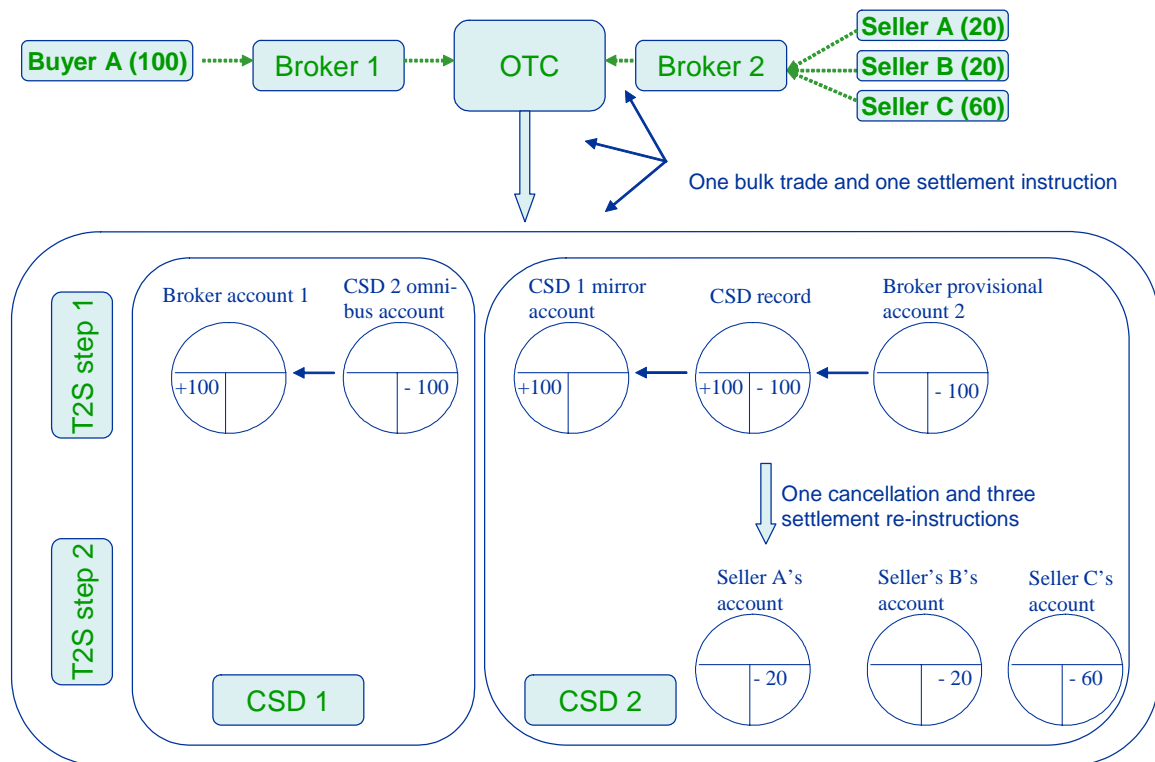 Buyer A (100)
Broker 1
OTC
Broker 2
Seller A (20)
Seller B (20)
Seller C (60)
One bulk trade and one settlement instruction
T2S step 1
Broker account 1
CSD 2 omni-
bus account
CSD 1 mirror
account
CSD record
Broker provisional
account 2
+100
- 100
+100
+100
- 100
- 100
One cancellation and three
settlement re-instructions
T2S step 2
Seller A's
account
Seller's B's
account
Seller C's
account
- 20
- 20
- 60
CSD 1
CSD 2